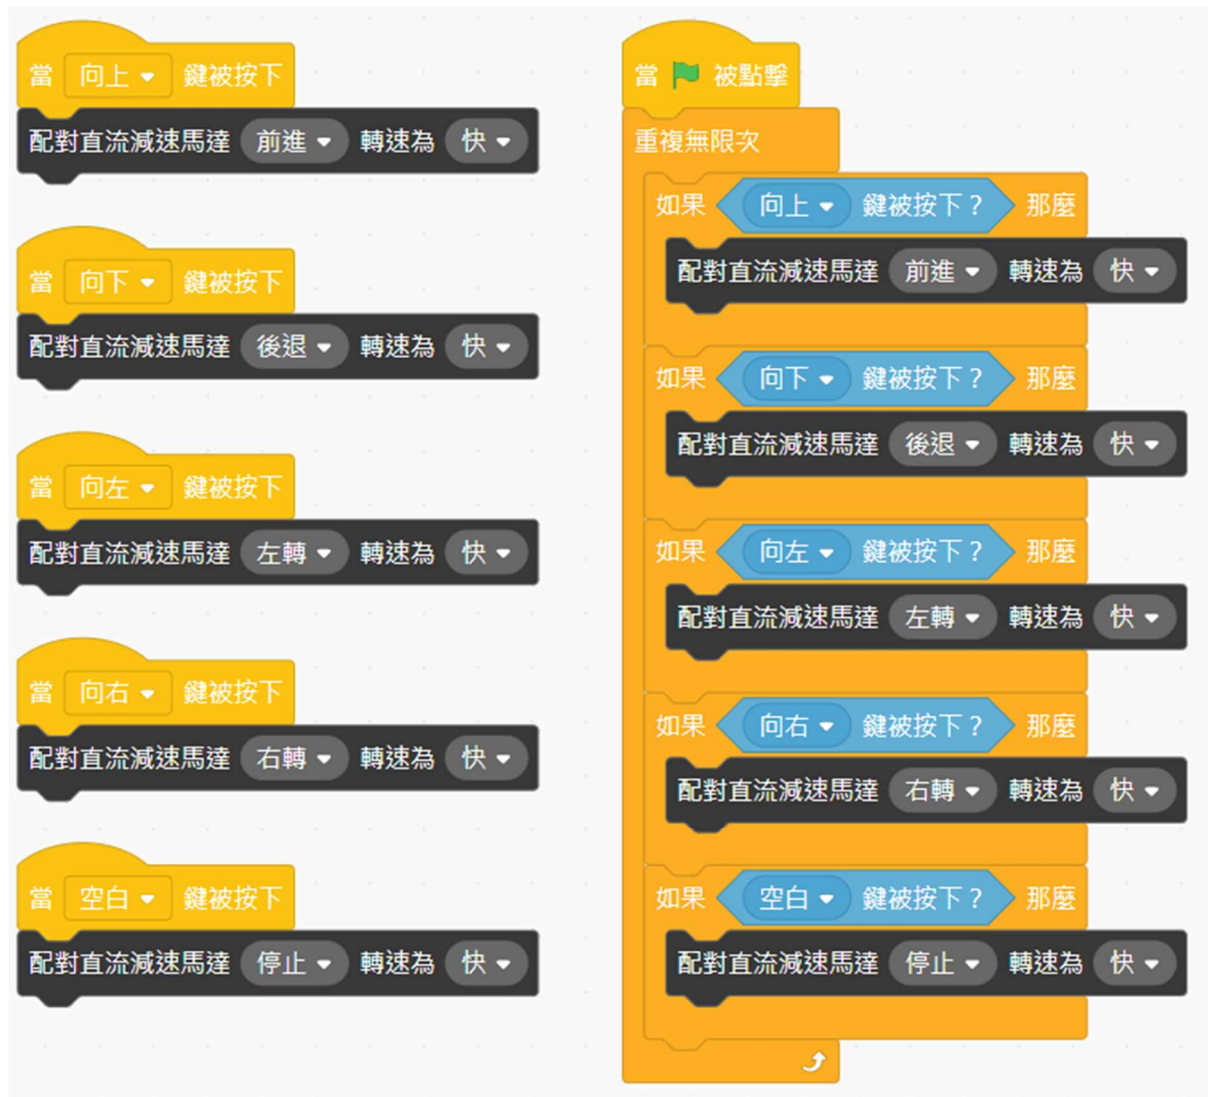 當 向上 鍵被按下
配對直流減速馬達 前進 轉速為 快
當 向下 鍵被按下
配對直流減速馬達 後退 轉速為 快
當 向左 鍵被按下
配對直流減速馬達 左轉 轉速為 快
當 向右 鍵被按下
配對直流減速馬達 右轉 轉速為 快
當 空白 鍵被按下
配對直流減速馬達 停止 轉速為 快
當 被點擊
重複無限次
如果 向上 鍵被按下？ 那麼
配對直流減速馬達 前進 轉速為 快
如果 向下 鍵被按下？ 那麼
配對直流減速馬達 後退 轉速為 快
如果 向左 鍵被按下？ 那麼
配對直流減速馬達 左轉 轉速為 快
如果 向右 鍵被按下？ 那麼
配對直流減速馬達 右轉 轉速為 快
如果 空白 鍵被按下？ 那麼
配對直流減速馬達 停止 轉速為 快